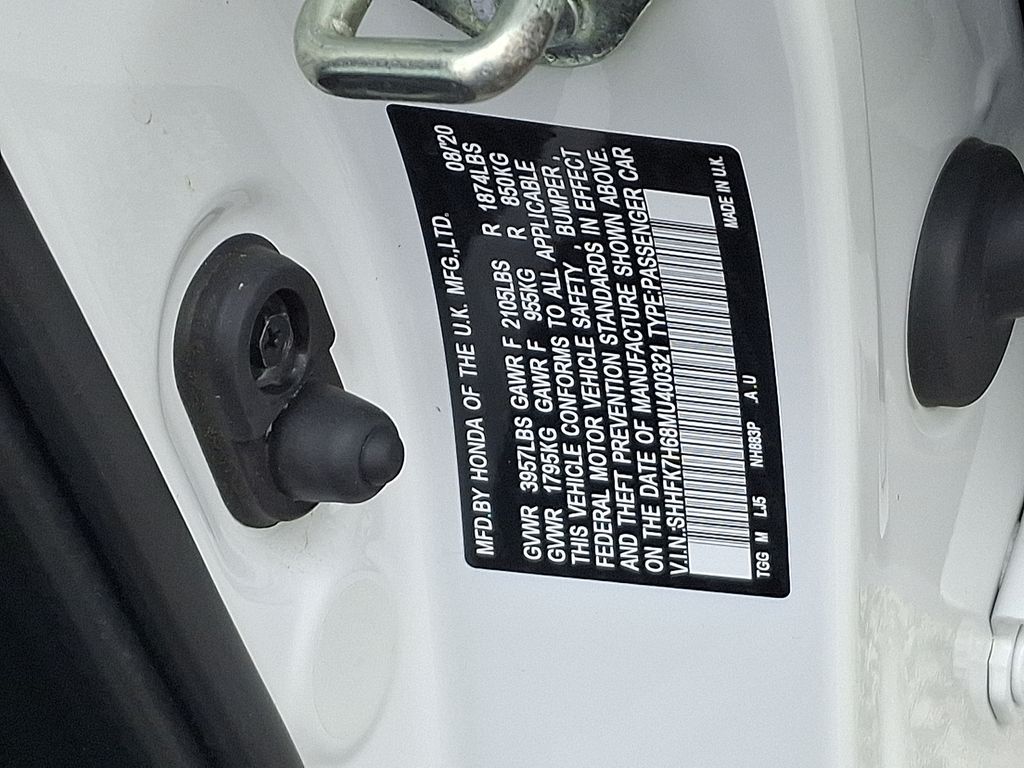 MFD.BY HONDA OF THE U.K. MFG.,LTD. 08/20
GVWR 3957LBS GAWR F 2105LBS R 1874LBS
GVWR 1795KG GAWR F 955KG R 850KG
THIS VEHICLE CONFORMS TO ALL APPLICABLE
FEDERAL MOTOR VEHICLE SAFETY , BUMPER ,
AND THEFT PREVENTION STANDARDS IN EFFECT
ON THE DATE OF MANUFACTURE SHOWN ABOVE.
V.I.N.:SHHFK7H68MU400321 TYPE:PASSENGER CAR
TGG M LJ5 NH883P .A.U MADE IN U.K.